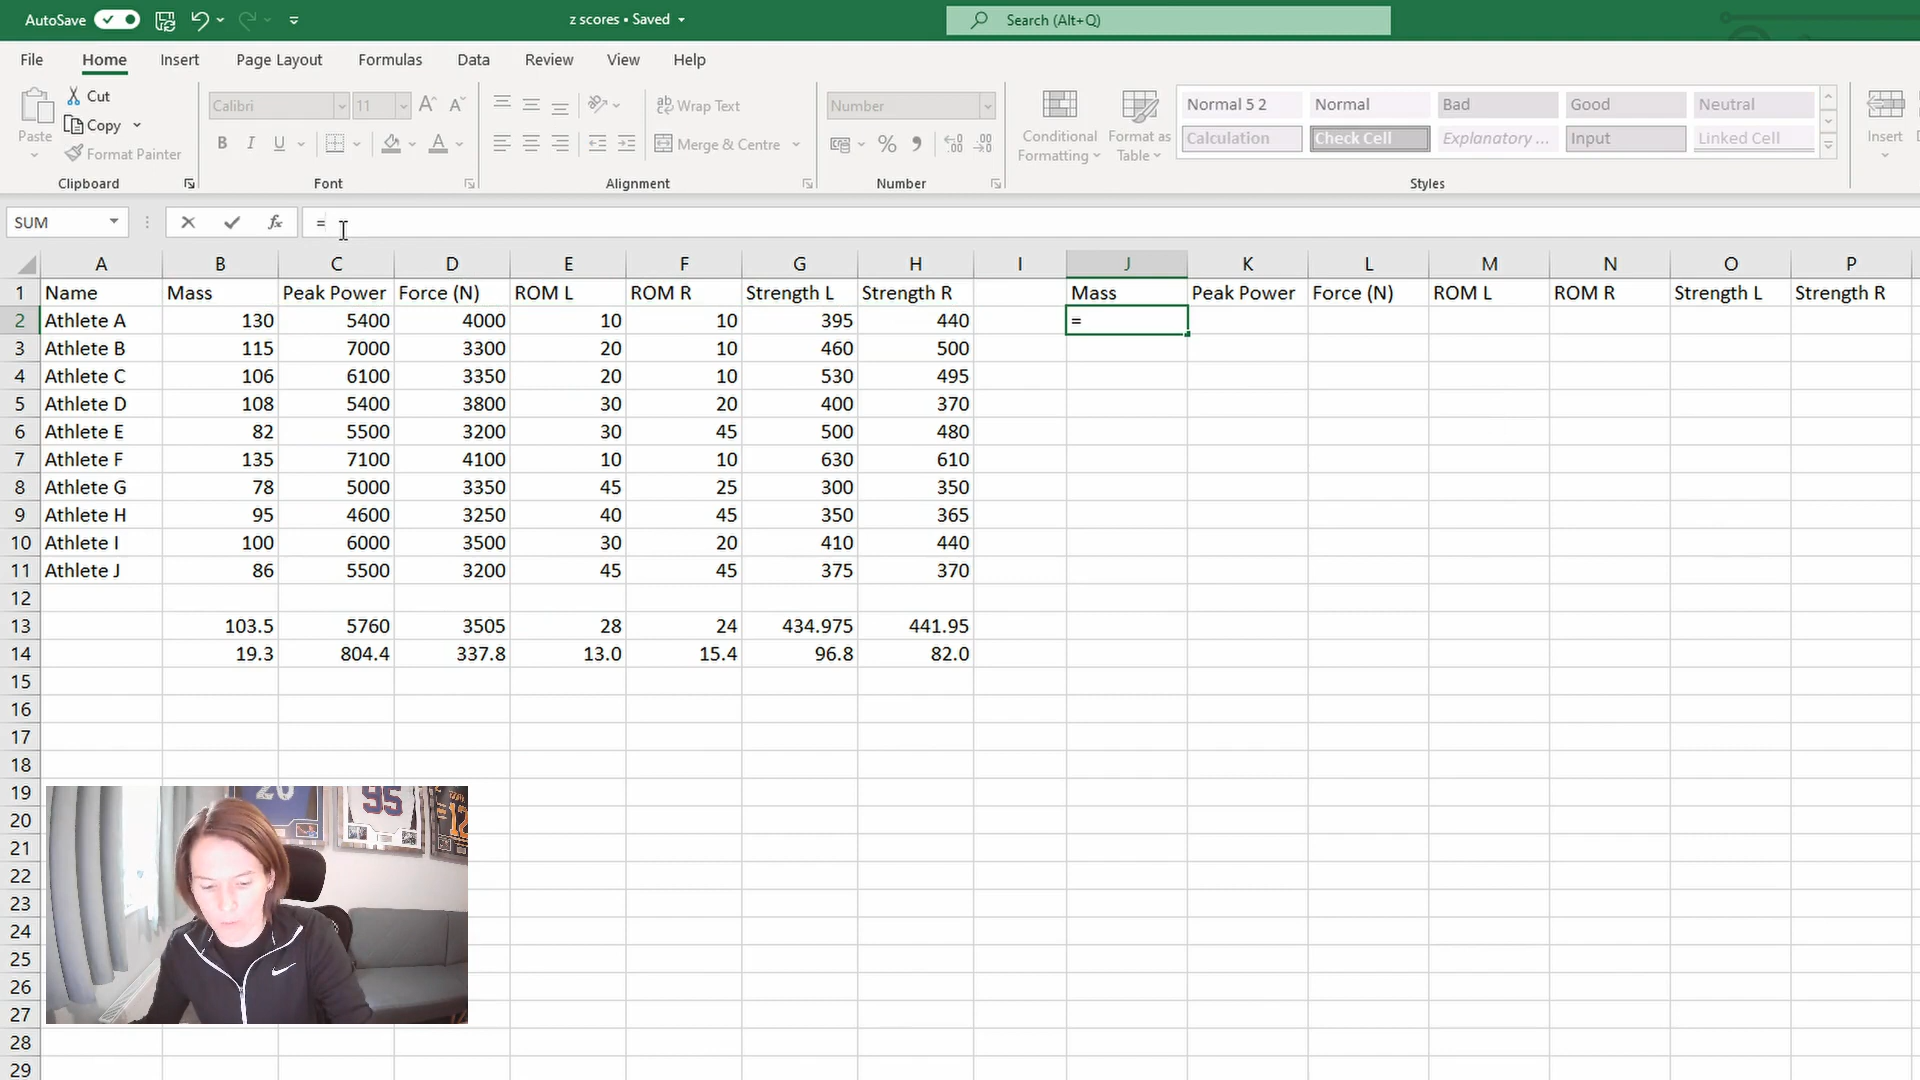 AutoSave
z scores • Saved
Search (Alt+Q)
File Home Insert Page Layout Formulas Data Review View Help
Paste
Cut
Copy
Format Painter
Clipboard
Calibri 11
B I U
Font
ab Wrap Text
Merge & Centre
Alignment
Number
%
Number
Conditional Formatting
Format as Table
Normal 5 2 Normal Bad Good Neutral
Calculation Check Cell Explanatory ... Input Linked Cell
Styles
Insert
SUM fx =
A B C D E F G H I J K L M N O P
1 Name Mass Peak Power Force (N) ROM L ROM R Strength L Strength R Mass Peak Power Force (N) ROM L ROM R Strength L Strength R
2 Athlete A 130 5400 4000 10 10 395 440 =
3 Athlete B 115 7000 3300 20 10 460 500
4 Athlete C 106 6100 3350 20 10 530 495
5 Athlete D 108 5400 3800 30 20 400 370
6 Athlete E 82 5500 3200 30 45 500 480
7 Athlete F 135 7100 4100 10 10 630 610
8 Athlete G 78 5000 3350 45 25 300 350
9 Athlete H 95 4600 3250 40 45 350 365
10 Athlete I 100 6000 3500 30 20 410 440
11 Athlete J 86 5500 3200 45 45 375 370
12
13 103.5 5760 3505 28 24 434.975 441.95
14 19.3 804.4 337.8 13.0 15.4 96.8 82.0
15
16
17
18
19
20
21
22
23
24
25
26
27
28
29
20
95
12